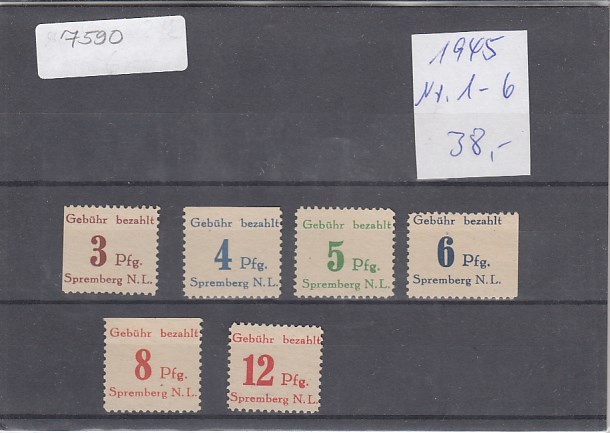 7590
1945
Nr. 1-6
38,-
Gebühr bezahlt
3 Pfg.
Spremberg N.L.
Gebühr bezahlt
4 Pfg.
Spremberg N.L.
Gebühr bezahlt
5 Pfg.
Spremberg N.L.
Gebühr bezahlt
6 Pfg.
Spremberg N.L.
Gebühr bezahlt
8 Pfg.
Spremberg N.L.
Gebühr bezahlt
12 Pfg.
Spremberg N.L.